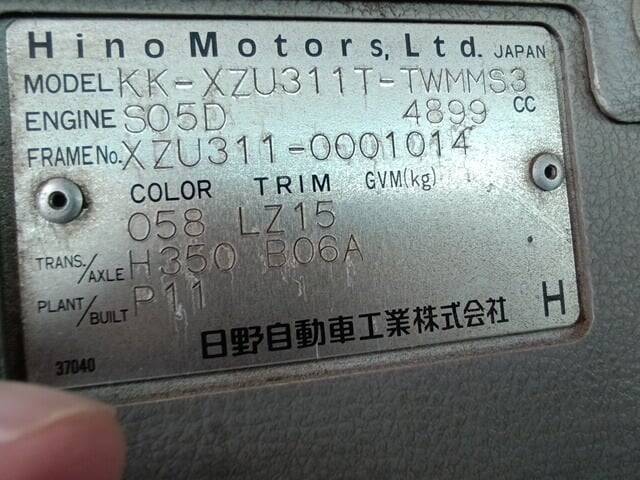 Hino Motors, Ltd. JAPAN
MODEL KK-XZU311T-TWMMS3
ENGINE S05D 4899 CC
FRAME No. XZU311-0001014
COLOR TRIM GVM(kg)
058 LZ15
TRANS./AXLE H350 B06A
PLANT/BUILT P11
日野自動車工業株式会社 H
37040